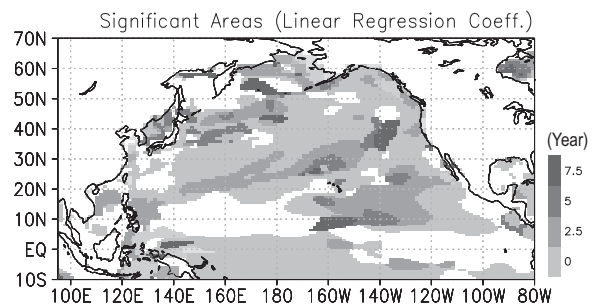 Significant Areas (Linear Regression Coeff.)
70N
60N
50N
40N
30N
20N
10N
EQ
10S
100E 120E 140E 160E 180E 160W 140W 120W 100W 80W
(Year)
7.5
5
2.5
0